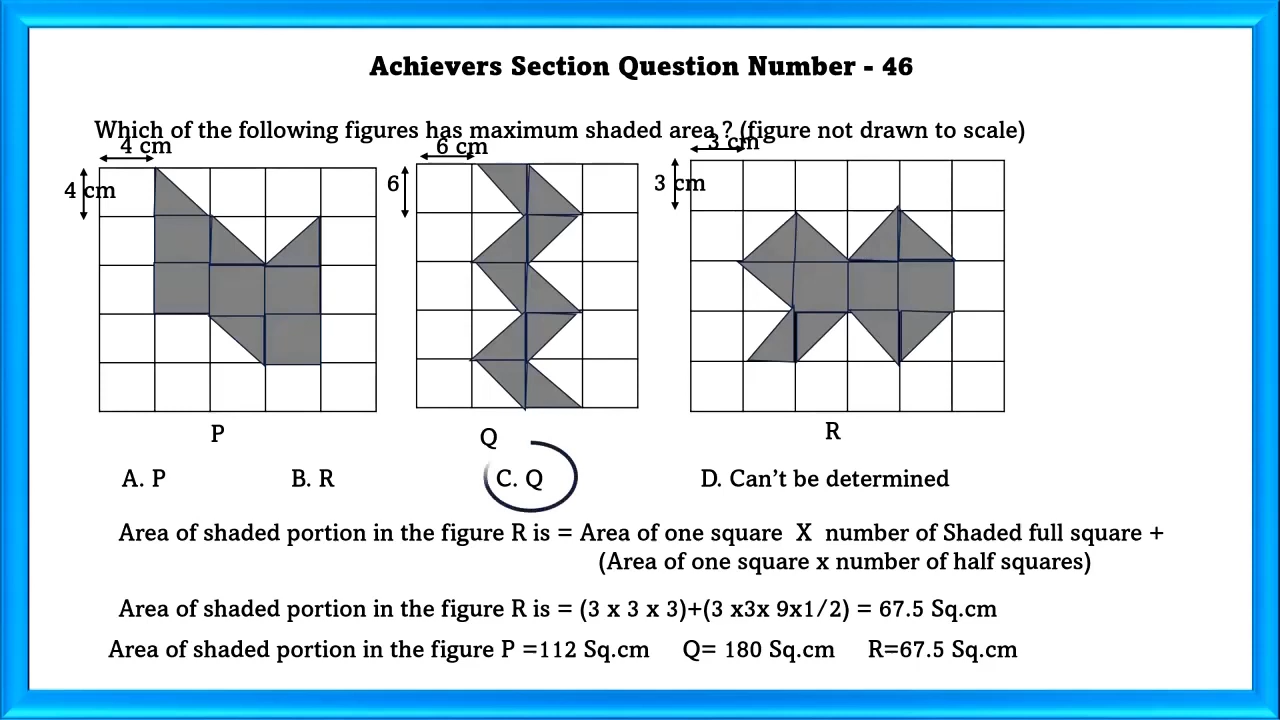 Achievers Section Question Number - 46
Which of the following figures has maximum shaded area ? (figure not drawn to scale)
4 cm
6 cm
3 cm
4 cm
6
3 cm
P
Q
R
A. P
B. R
C. Q
D. Can't be determined
Area of shaded portion in the figure R is = Area of one square X number of Shaded full square +
(Area of one square x number of half squares)
Area of shaded portion in the figure R is = (3 x 3 x 3)+(3 x3x 9x1/2) = 67.5 Sq.cm
Area of shaded portion in the figure P =112 Sq.cm Q= 180 Sq.cm R=67.5 Sq.cm